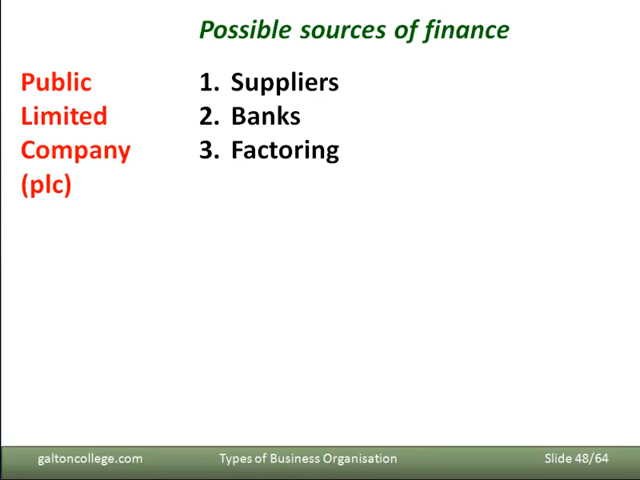 Possible sources of finance
Public
Limited
Company
(plc)
1. Suppliers
2. Banks
3. Factoring
galtoncollege.com
Types of Business Organisation
Slide 48/64